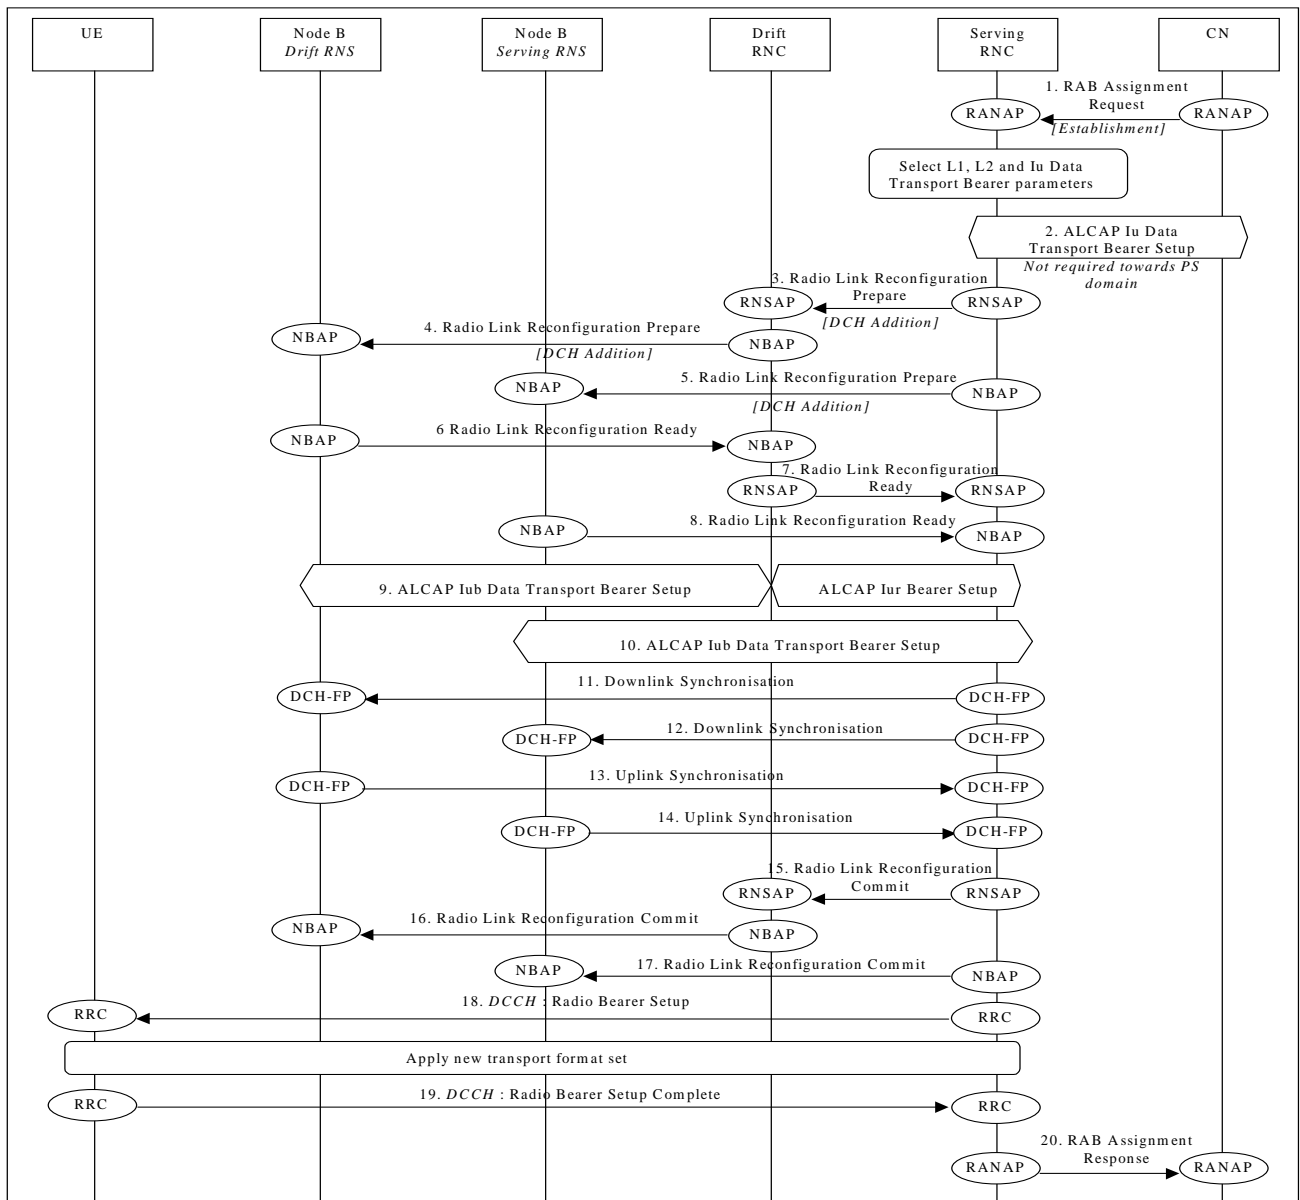 UE
Node B
Drift RNS
Node B
Serving RNS
Drift
RNC
Serving
RNC
CN
1. RAB Assignment
Request
RANAP
RANAP
[Establishment]
Select L1, L2 and Iu Data
Transport Bearer parameters
2. ALCAP Iu Data
Transport Bearer Setup
Not required towards PS
domain
3. Radio Link Reconfiguration
Prepare
RNSAP
RNSAP
[DCH Addition]
4. Radio Link Reconfiguration Prepare
NBAP
NBAP
[DCH Addition]
5. Radio Link Reconfiguration Prepare
NBAP
NBAP
[DCH Addition]
6 Radio Link Reconfiguration Ready
NBAP
NBAP
7. Radio Link Reconfiguration
Ready
RNSAP
RNSAP
8. Radio Link Reconfiguration Ready
NBAP
NBAP
9. ALCAP Iub Data Transport Bearer Setup
ALCAP Iur Bearer Setup
10. ALCAP Iub Data Transport Bearer Setup
11. Downlink Synchronisation
DCH-FP
DCH-FP
12. Downlink Synchronisation
DCH-FP
DCH-FP
13. Uplink Synchronisation
DCH-FP
DCH-FP
14. Uplink Synchronisation
DCH-FP
DCH-FP
15. Radio Link Reconfiguration
Commit
RNSAP
RNSAP
16. Radio Link Reconfiguration Commit
NBAP
NBAP
17. Radio Link Reconfiguration Commit
NBAP
NBAP
18. DCCH : Radio Bearer Setup
RRC
RRC
Apply new transport format set
19. DCCH : Radio Bearer Setup Complete
RRC
RRC
20. RAB Assignment
Response
RANAP
RANAP